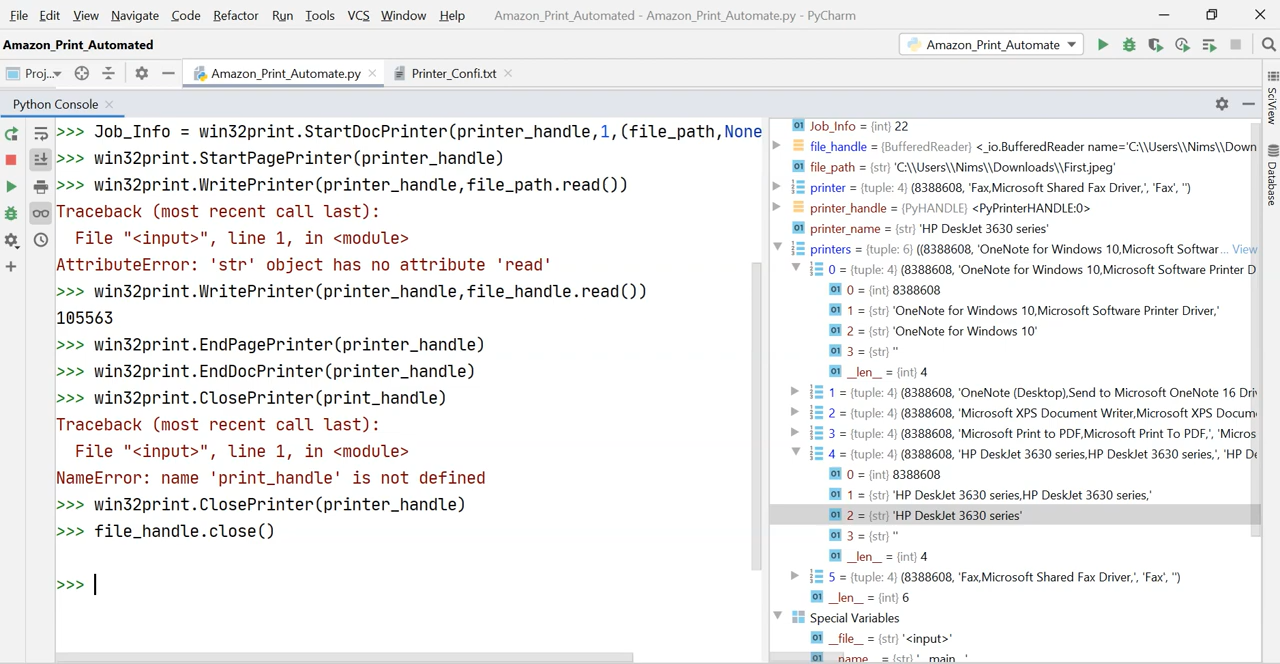 File Edit View Navigate Code Refactor Run Tools VCS Window Help Amazon_Print_Automated - Amazon_Print_Automate.py - PyCharm
Amazon_Print_Automated Amazon_Print_Automate
Proj... Amazon_Print_Automate.py Printer_Confi.txt
Python Console
>>> Job_Info = win32print.StartDocPrinter(printer_handle,1,(file_path,None
>>> win32print.StartPagePrinter(printer_handle)
>>> win32print.WritePrinter(printer_handle,file_path.read())
Traceback (most recent call last):
  File "<input>", line 1, in <module>
AttributeError: 'str' object has no attribute 'read'
>>> win32print.WritePrinter(printer_handle,file_handle.read())
105563
>>> win32print.EndPagePrinter(printer_handle)
>>> win32print.EndDocPrinter(printer_handle)
>>> win32print.ClosePrinter(print_handle)
Traceback (most recent call last):
  File "<input>", line 1, in <module>
NameError: name 'print_handle' is not defined
>>> win32print.ClosePrinter(printer_handle)
>>> file_handle.close()
>>>
Job_Info = {int} 22
file_handle = {BufferedReader} <_io.BufferedReader name='C:\\Users\\Nims\\Down
file_path = {str} 'C:\\Users\\Nims\\Downloads\\First.jpeg'
printer = {tuple: 4} (8388608, 'Fax,Microsoft Shared Fax Driver,', 'Fax', '')
printer_handle = {PyHANDLE} <PyPrinterHANDLE:0>
printer_name = {str} 'HP DeskJet 3630 series'
printers = {tuple: 6} ((8388608, 'OneNote for Windows 10,Microsoft Softwar... View
0 = {tuple: 4} (8388608, 'OneNote for Windows 10,Microsoft Software Printer D
0 = {int} 8388608
1 = {str} 'OneNote for Windows 10,Microsoft Software Printer Driver,'
2 = {str} 'OneNote for Windows 10'
3 = {str} ''
__len__ = {int} 4
1 = {tuple: 4} (8388608, 'OneNote (Desktop),Send to Microsoft OneNote 16 Driv
2 = {tuple: 4} (8388608, 'Microsoft XPS Document Writer,Microsoft XPS Docum
3 = {tuple: 4} (8388608, 'Microsoft Print to PDF,Microsoft Print To PDF,', 'Micros
4 = {tuple: 4} (8388608, 'HP DeskJet 3630 series,HP DeskJet 3630 series,', 'HP De
0 = {int} 8388608
1 = {str} 'HP DeskJet 3630 series,HP DeskJet 3630 series,'
2 = {str} 'HP DeskJet 3630 series'
3 = {str} ''
__len__ = {int} 4
5 = {tuple: 4} (8388608, 'Fax,Microsoft Shared Fax Driver,', 'Fax', '')
__len__ = {int} 6
Special Variables
__file__ = {str} '<input>'
__name__ = {str} '__main__'
SciView
Database